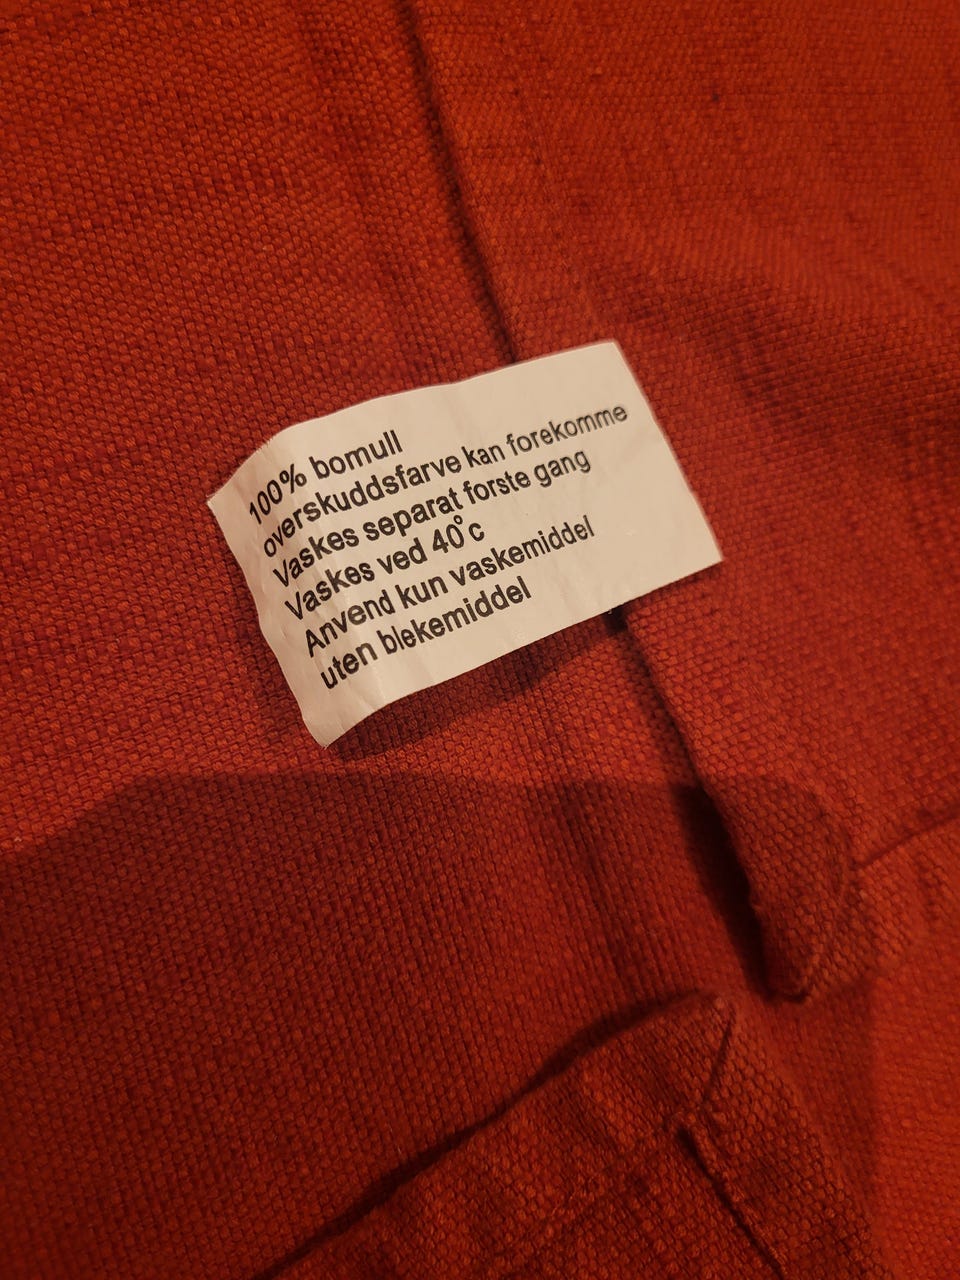 100% bomull
overskuddsfarve kan forekomme
Vaskes separat forste gang
Vaskes ved 40°c
Anvend kun vaskemiddel
uten blekemiddel